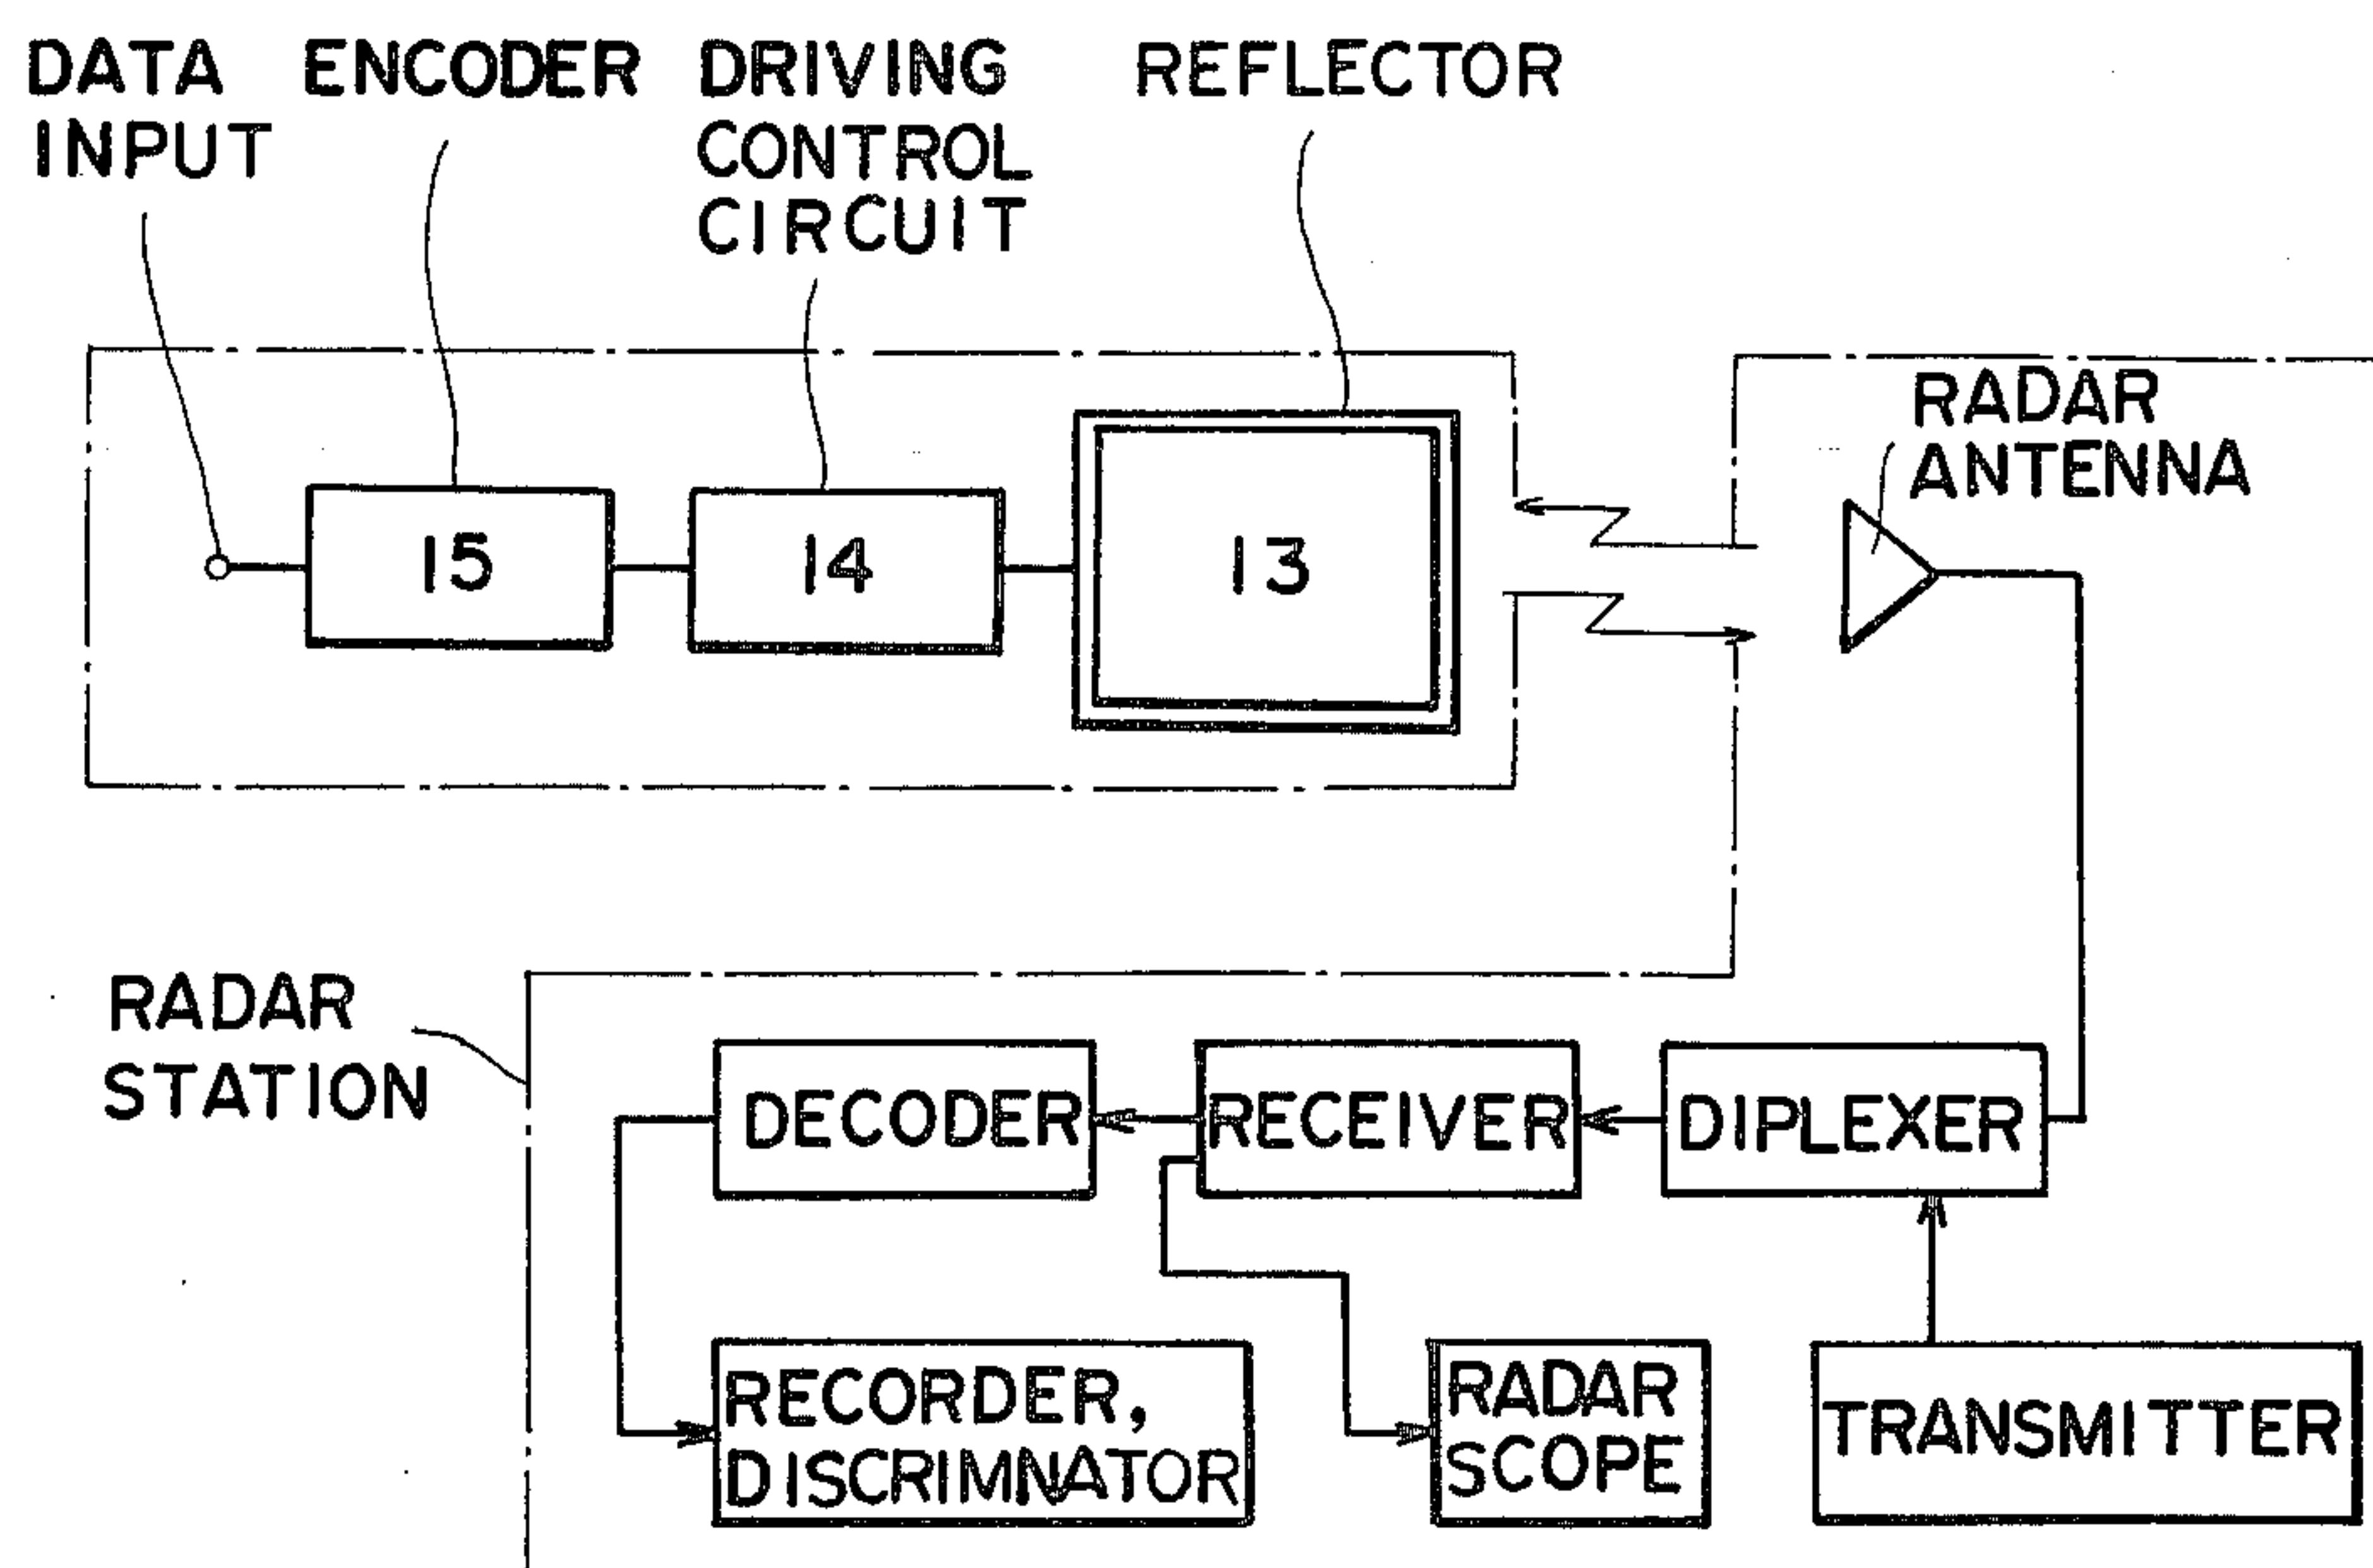 DATA INPUT
ENCODER
DRIVING CONTROL CIRCUIT
REFLECTOR
15
14
13
RADAR ANTENNA
RADAR STATION
DECODER
RECEIVER
DIPLEXER
RECORDER,
DISCRIMNATOR
RADAR
SCOPE
TRANSMITTER